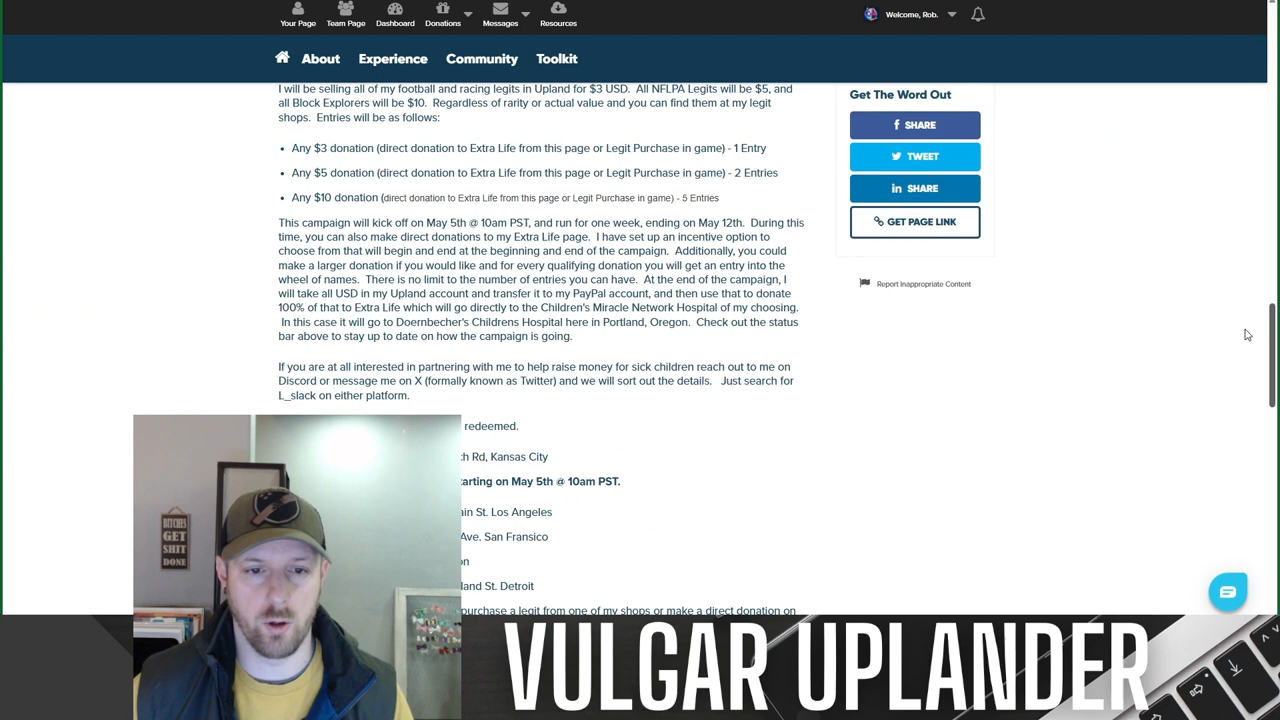 Your Page Team Page Dashboard Donations Messages Resources
Welcome, Rob.
About Experience Community Toolkit
I will be selling all of my football and racing legits in Upland for $3 USD. All NFLPA Legits will be $5, and
all Block Explorers will be $10. Regardless of rarity or actual value and you can find them at my legit
shops. Entries will be as follows:
Any $3 donation (direct donation to Extra Life from this page or Legit Purchase in game) - 1 Entry
Any $5 donation (direct donation to Extra Life from this page or Legit Purchase in game) - 2 Entries
Any $10 donation (direct donation to Extra Life from this page or Legit Purchase in game) - 5 Entries
This campaign will kick off on May 5th @ 10am PST, and run for one week, ending on May 12th. During this
time, you can also make direct donations to my Extra Life page. I have set up an incentive option to
choose from that will begin and end at the beginning and end of the campaign. Additionally, you could
make a larger donation if you would like and for every qualifying donation you will get an entry into the
wheel of names. There is no limit to the number of entries you can have. At the end of the campaign, I
will take all USD in my Upland account and transfer it to my PayPal account, and then use that to donate
100% of that to Extra Life which will go directly to the Children's Miracle Network Hospital of my choosing.
In this case it will go to Doernbecher's Childrens Hospital here in Portland, Oregon. Check out the status
bar above to stay up to date on how the campaign is going.
If you are at all interested in partnering with me to help raise money for sick children reach out to me on
Discord or message me on X (formally known as Twitter) and we will sort out the details. Just search for
L_slack on either platform.
redeemed.
ch Rd, Kansas City
tarting on May 5th @ 10am PST.
ain St. Los Angeles
Ave. San Fransico
on
land St. Detroit
purchase a legit from one of my shops or make a direct donation on
Get The Word Out
SHARE
TWEET
SHARE
GET PAGE LINK
Report Inappropriate Content
BITCHES
GET
SHIT
DONE
VULGAR UPLANDER